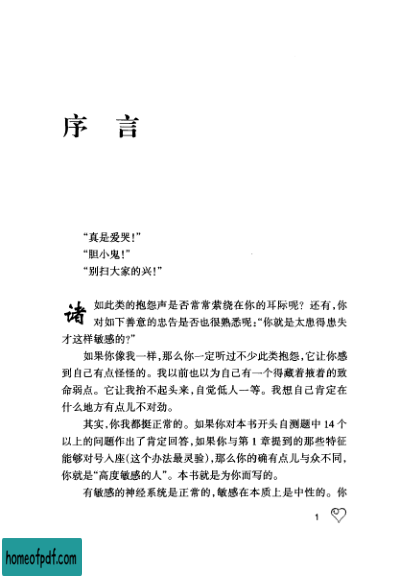 序 言
“真是爱哭!”
“胆小鬼!”
“别扫大家的兴!”
诸如此类的抱怨声是否常常萦绕在你的耳际呢? 还有,你
对如下善意的忠告是否也很熟悉呢:“你就是太患得患失
才这样敏感的?”
如果你像我一样,那么你一定听过不少此类抱怨,它让你感
到自己有点怪怪的。我以前也以为自己有一个得藏着掖着的致
命弱点。它让我抬不起头来,自觉低人一等。我想自己肯定在
什么地方有点儿不对劲。
其实,你我都挺正常的。如果你对本书开头自测题中 14 个
以上的问题作出了肯定回答,如果你与第 1 章提到的那些特征
能够对号入座(这个办法最灵验),那么你的确有点儿与众不同,
你就是“高度敏感的人”。本书就是为你而写的。
有敏感的神经系统是正常的,敏感在本质上是中性的。你
1
homeofpdf.com